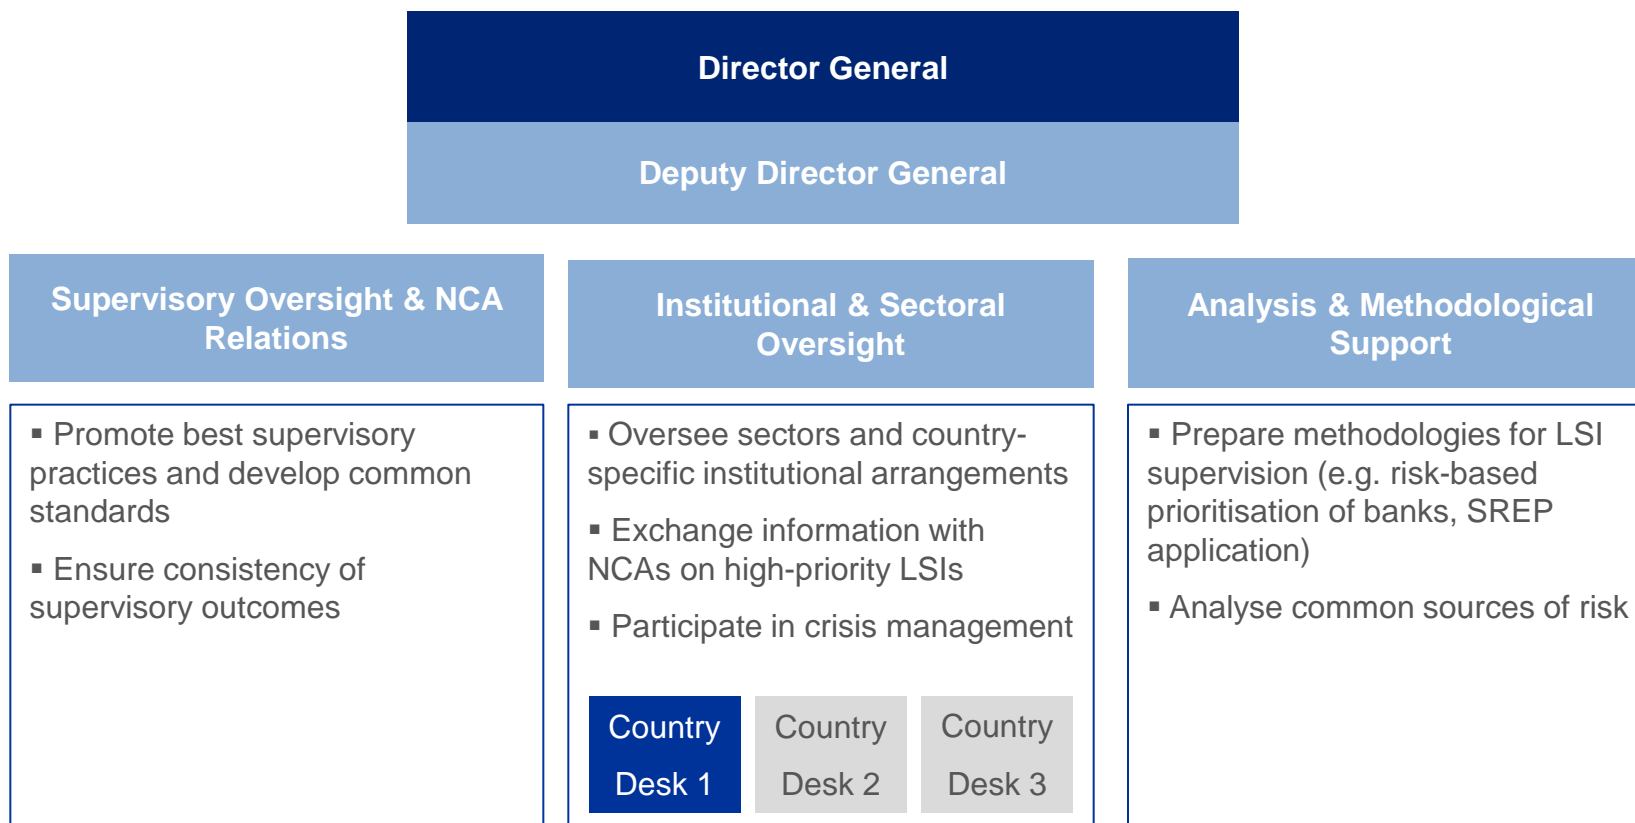 Director General
Deputy Director General
Supervisory Oversight & NCA
Relations
▪ Promote best supervisory
practices and develop common
standards
▪ Ensure consistency of
supervisory outcomes
Institutional & Sectoral
Oversight
▪ Oversee sectors and country-
specific institutional arrangements
▪ Exchange information with
NCAs on high-priority LSIs
▪ Participate in crisis management
Country
Desk 1
Country
Desk 2
Country
Desk 3
Analysis & Methodological
Support
▪ Prepare methodologies for LSI
supervision (e.g. risk-based
prioritisation of banks, SREP
application)
▪ Analyse common sources of risk